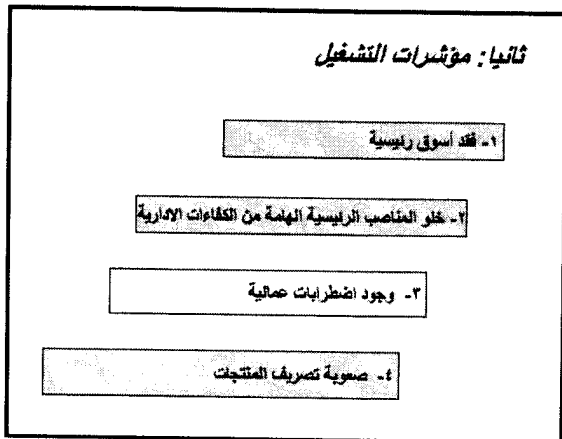 ثانيا: مؤشرات التشغيل
١- فقد أسوق رئيسية
٢- خلو المناصب الرئيسية الهامة من الكفاءات الادارية
٣- وجود اضطرابات عمالية
٤- صعوبة تصريف المنتجات